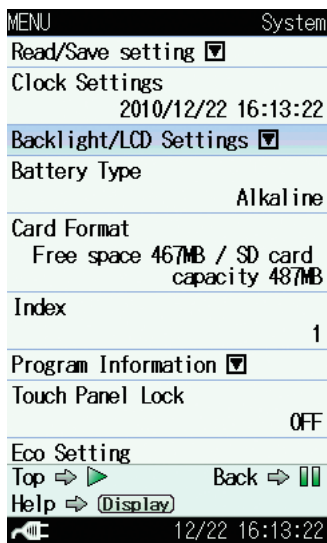 MENU System
Read/Save setting ▼
Clock Settings
2010/12/22 16:13:22
Backlight/LCD Settings ▼
Battery Type
Alkaline
Card Format
Free space 467MB / SD card
capacity 487MB
Index
1
Program Information ▼
Touch Panel Lock
OFF
Eco Setting
Top ⇨ ▷ Back ⇨ ▯▯
Help ⇨ (Display)
12/22 16:13:22